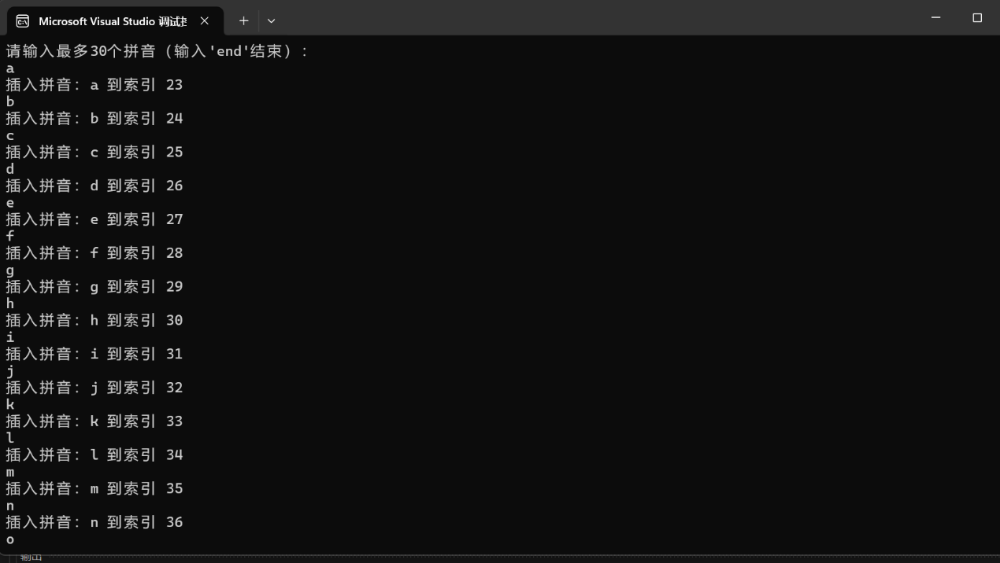 Microsoft Visual Studio 调试
请输入最多30个拼音（输入'end'结束）：
a
插入拼音：a 到索引 23
b
插入拼音：b 到索引 24
c
插入拼音：c 到索引 25
d
插入拼音：d 到索引 26
e
插入拼音：e 到索引 27
f
插入拼音：f 到索引 28
g
插入拼音：g 到索引 29
h
插入拼音：h 到索引 30
i
插入拼音：i 到索引 31
j
插入拼音：j 到索引 32
k
插入拼音：k 到索引 33
l
插入拼音：l 到索引 34
m
插入拼音：m 到索引 35
n
插入拼音：n 到索引 36
o
输出